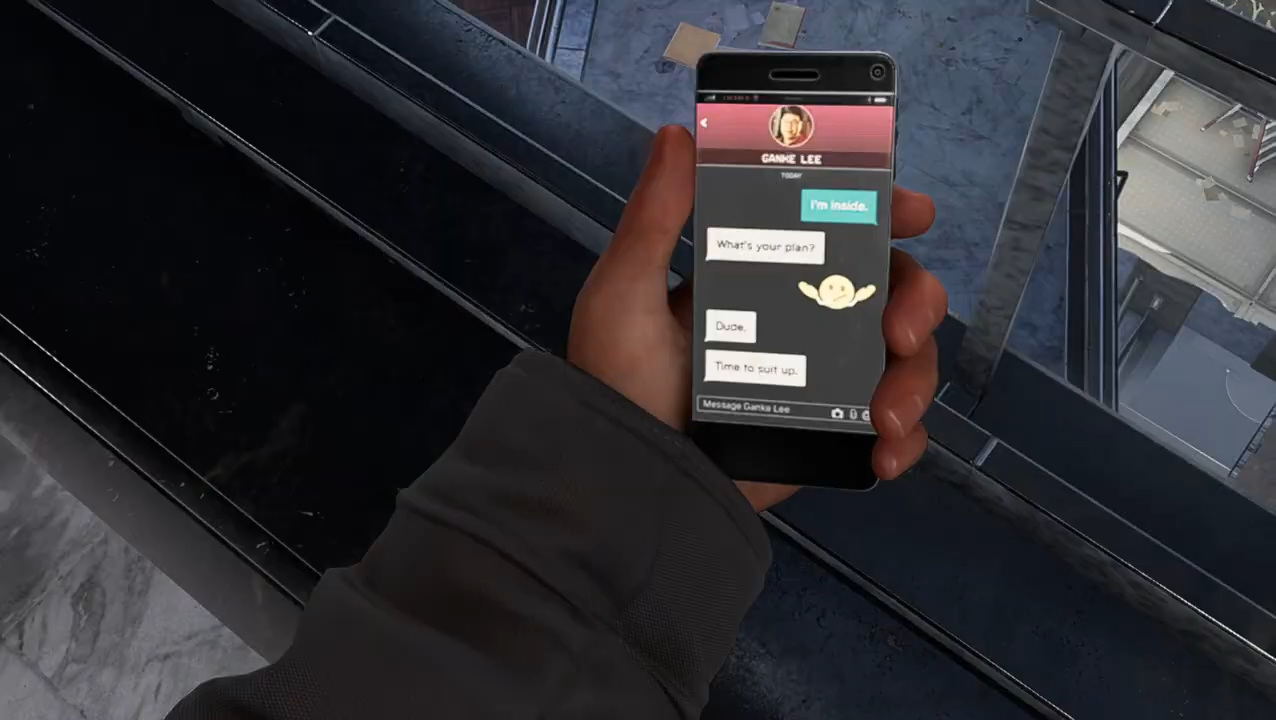 GANKE LEE
TODAY
I'm inside.
What's your plan?
Dude.
Time to suit up.
Message Ganke Lee